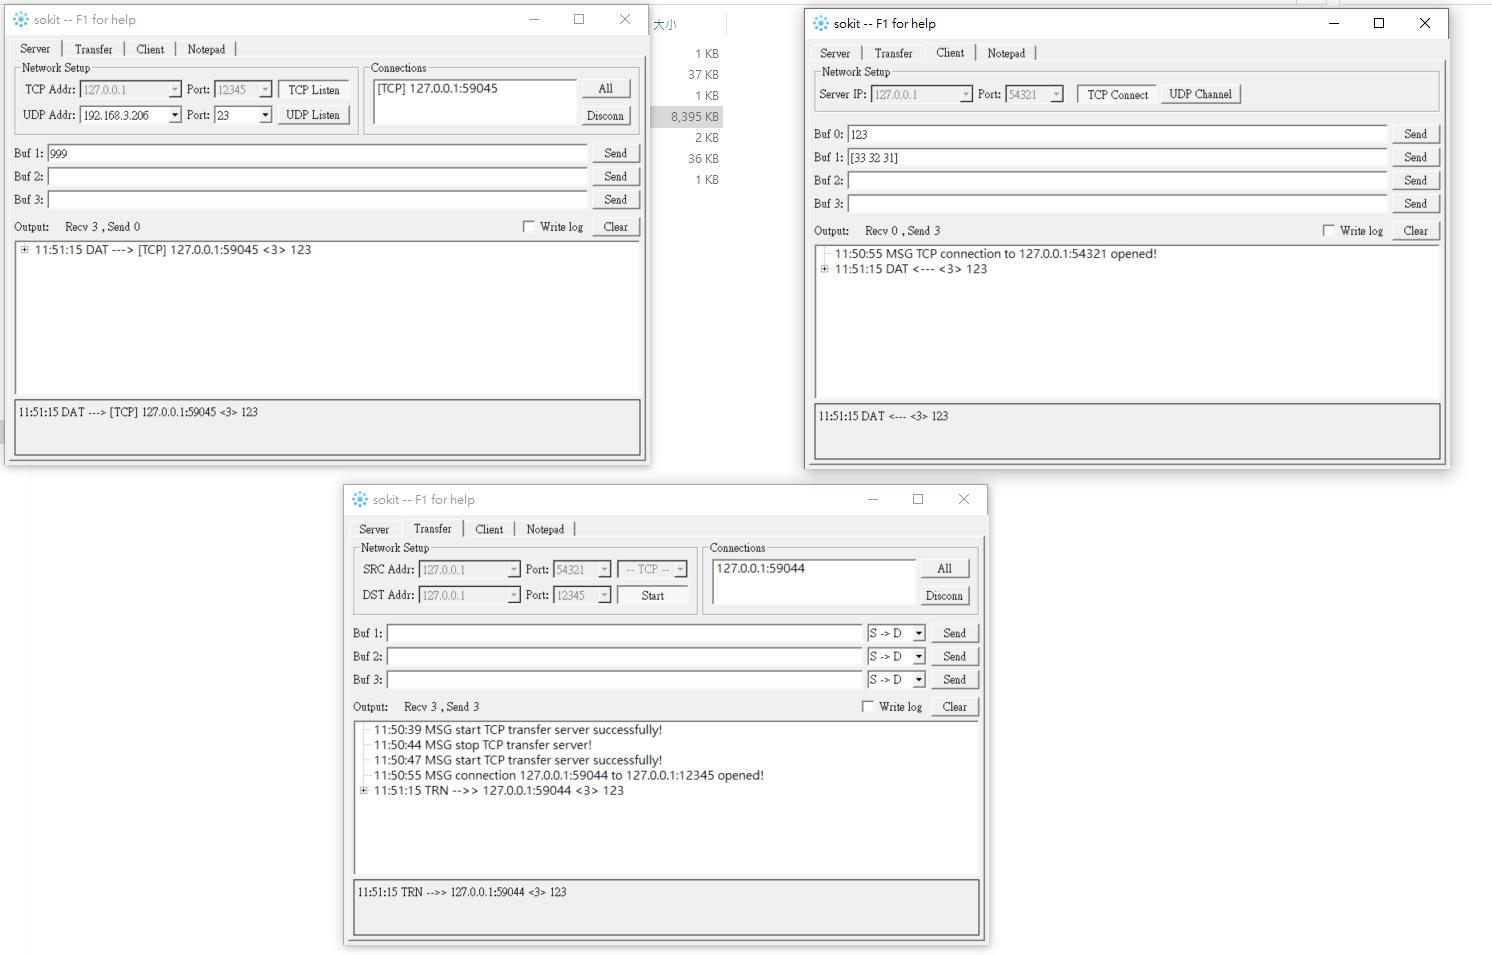 sokit -- F1 for help
Server Transfer Client Notepad
Network Setup
TCP Addr: 127.0.0.1 Port: 12345 TCP Listen
UDP Addr: 192.168.3.206 Port: 23 UDP Listen
Connections
[TCP] 127.0.0.1:59045
All
Disconn
Buf 1: 999 Send
Buf 2: Send
Buf 3: Send
Output: Recv 3 , Send 0 Write log Clear
11:51:15 DAT ---> [TCP] 127.0.0.1:59045 <3> 123
11:51:15 DAT ---> [TCP] 127.0.0.1:59045 <3> 123
大小
1 KB
37 KB
1 KB
8,395 KB
2 KB
36 KB
1 KB
sokit -- F1 for help
Server Transfer Client Notepad
Network Setup
Server IP: 127.0.0.1 Port: 54321 TCP Connect UDP Channel
Buf 0: 123 Send
Buf 1: [33 32 31] Send
Buf 2: Send
Buf 3: Send
Output: Recv 0 , Send 3 Write log Clear
11:50:55 MSG TCP connection to 127.0.0.1:54321 opened!
11:51:15 DAT <--- <3> 123
11:51:15 DAT <--- <3> 123
sokit -- F1 for help
Server Transfer Client Notepad
Network Setup
SRC Addr: 127.0.0.1 Port: 54321 -- TCP --
DST Addr: 127.0.0.1 Port: 12345 Start
Connections
127.0.0.1:59044
All
Disconn
Buf 1: S -> D Send
Buf 2: S -> D Send
Buf 3: S -> D Send
Output: Recv 3 , Send 3 Write log Clear
11:50:39 MSG start TCP transfer server successfully!
11:50:44 MSG stop TCP transfer server!
11:50:47 MSG start TCP transfer server successfully!
11:50:55 MSG connection 127.0.0.1:59044 to 127.0.0.1:12345 opened!
11:51:15 TRN -->> 127.0.0.1:59044 <3> 123
11:51:15 TRN -->> 127.0.0.1:59044 <3> 123